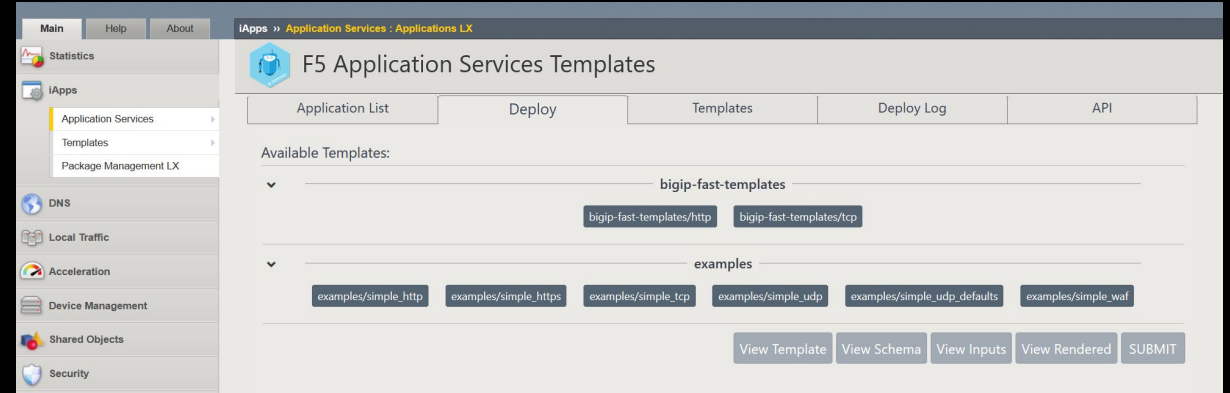 Main Help About
iApps ›› Application Services : Applications LX
Statistics
iApps
Application Services
Templates
Package Management LX
DNS
Local Traffic
Acceleration
Device Management
Shared Objects
Security
F5 Application Services Templates
Application List Deploy Templates Deploy Log API
Available Templates:
bigip-fast-templates
bigip-fast-templates/http bigip-fast-templates/tcp
examples
examples/simple_http examples/simple_https examples/simple_tcp examples/simple_udp examples/simple_udp_defaults examples/simple_waf
View Template View Schema View Inputs View Rendered SUBMIT